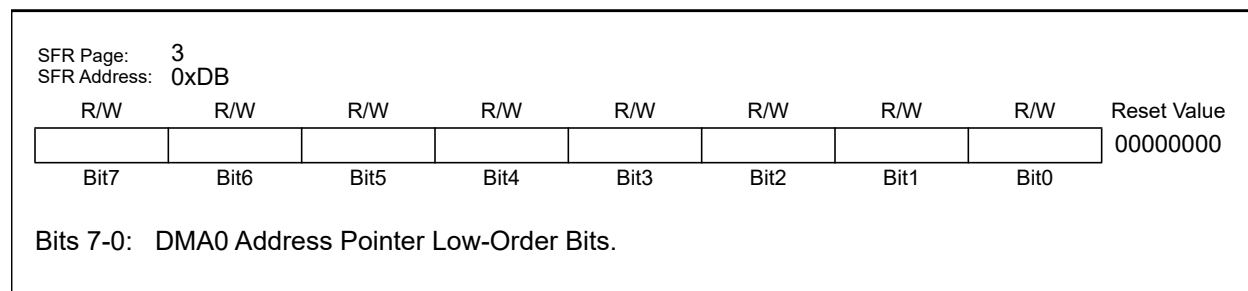 SFR Page: 3
SFR Address: 0xDB
R/W R/W R/W R/W R/W R/W R/W R/W Reset Value
00000000
Bit7 Bit6 Bit5 Bit4 Bit3 Bit2 Bit1 Bit0
Bits 7-0: DMA0 Address Pointer Low-Order Bits.